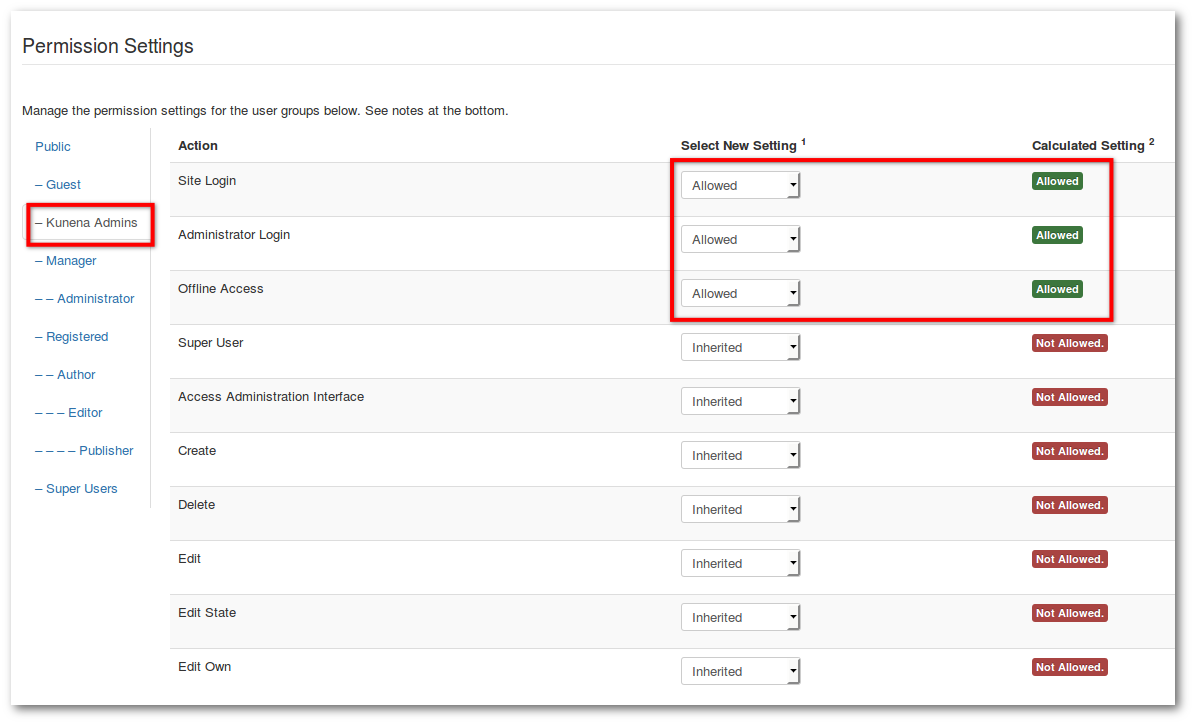 Permission Settings
Manage the permission settings for the user groups below. See notes at the bottom.
Public
– Guest
– Kunena Admins
– Manager
– – Administrator
– Registered
– – Author
– – – Editor
– – – – Publisher
– Super Users
Action Select New Setting 1 Calculated Setting 2
Site Login Allowed Allowed
Administrator Login Allowed Allowed
Offline Access Allowed Allowed
Super User Inherited Not Allowed.
Access Administration Interface Inherited Not Allowed.
Create Inherited Not Allowed.
Delete Inherited Not Allowed.
Edit Inherited Not Allowed.
Edit State Inherited Not Allowed.
Edit Own Inherited Not Allowed.